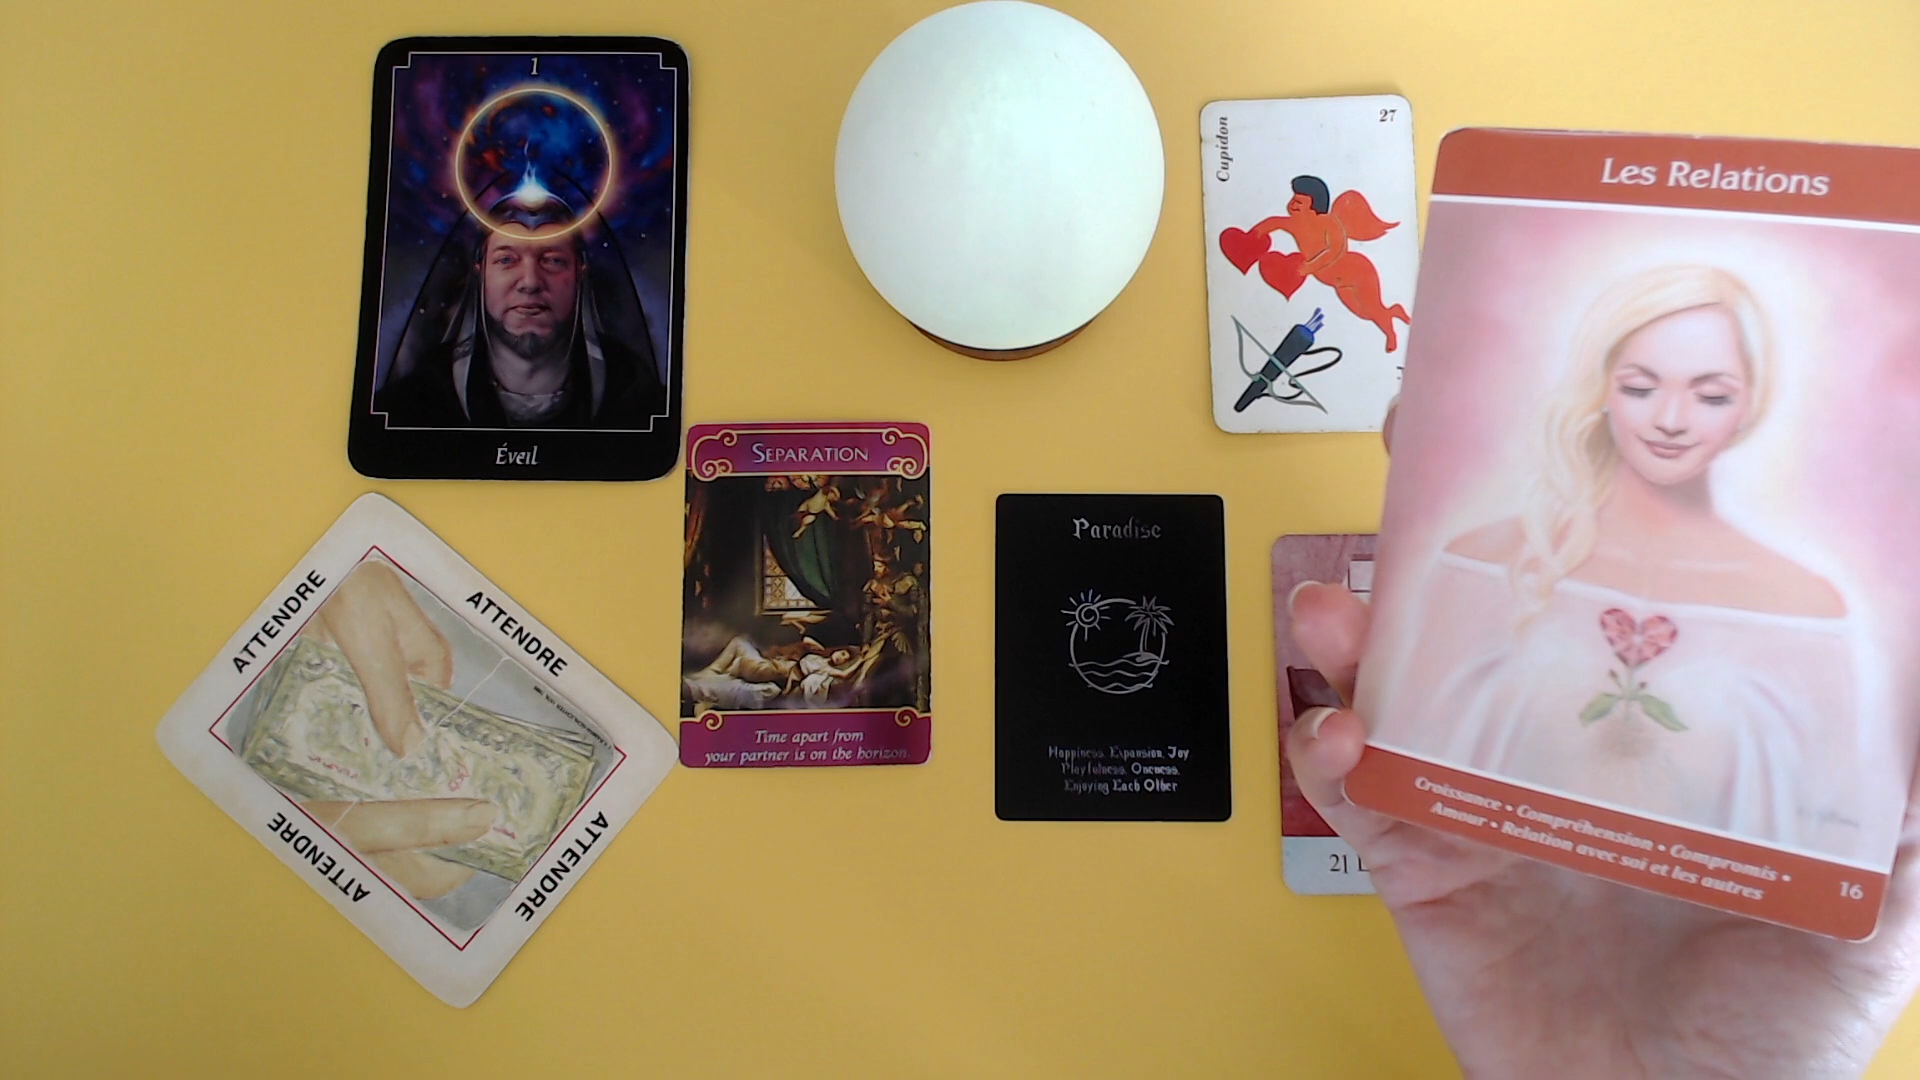 1
Éveil
27
Cupidon
Les Relations
Croissance • Compréhension • Compromis •
Amour • Relation avec soi et les autres
16
SEPARATION
Time apart from
your partner is on the horizon.
Paradise
Happiness. Expansion. Joy
Playfulness. Oneness.
Enjoying Each Other
ATTENDRE
ATTENDRE
ATTENDRE
ATTENDRE
21